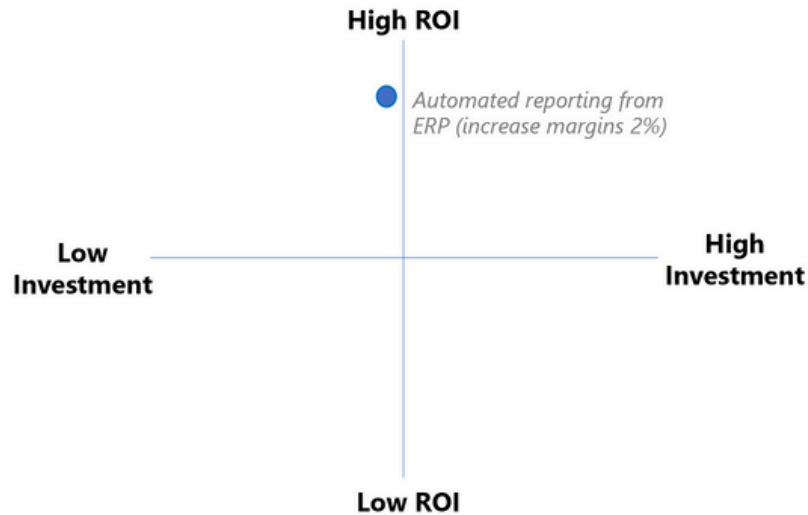 High ROI
Automated reporting from
ERP (increase margins 2%)
Low
Investment
High
Investment
Low ROI